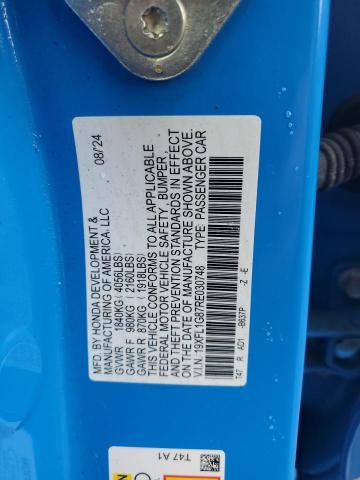 MFD. BY HONDA DEVELOPMENT & 08/'24
MANUFACTURING OF AMERICA, LLC
GVWR 1840KG ( 4056LBS)
GAWR F 980KG ( 2160LBS)
GAWR R 870KG ( 1918LBS)
THIS VEHICLE CONFORMS TO ALL APPLICABLE
FEDERAL MOTOR VEHICLE SAFETY, BUMPER,
AND THEFT PREVENTION STANDARDS IN EFFECT
ON THE DATE OF MANUFACTURE SHOWN ABOVE.
V.I.N.:19XFL1G87RE030748 TYPE: PASSENGER CAR
T47 R AD1 -B637P -Z -E
T47 A1